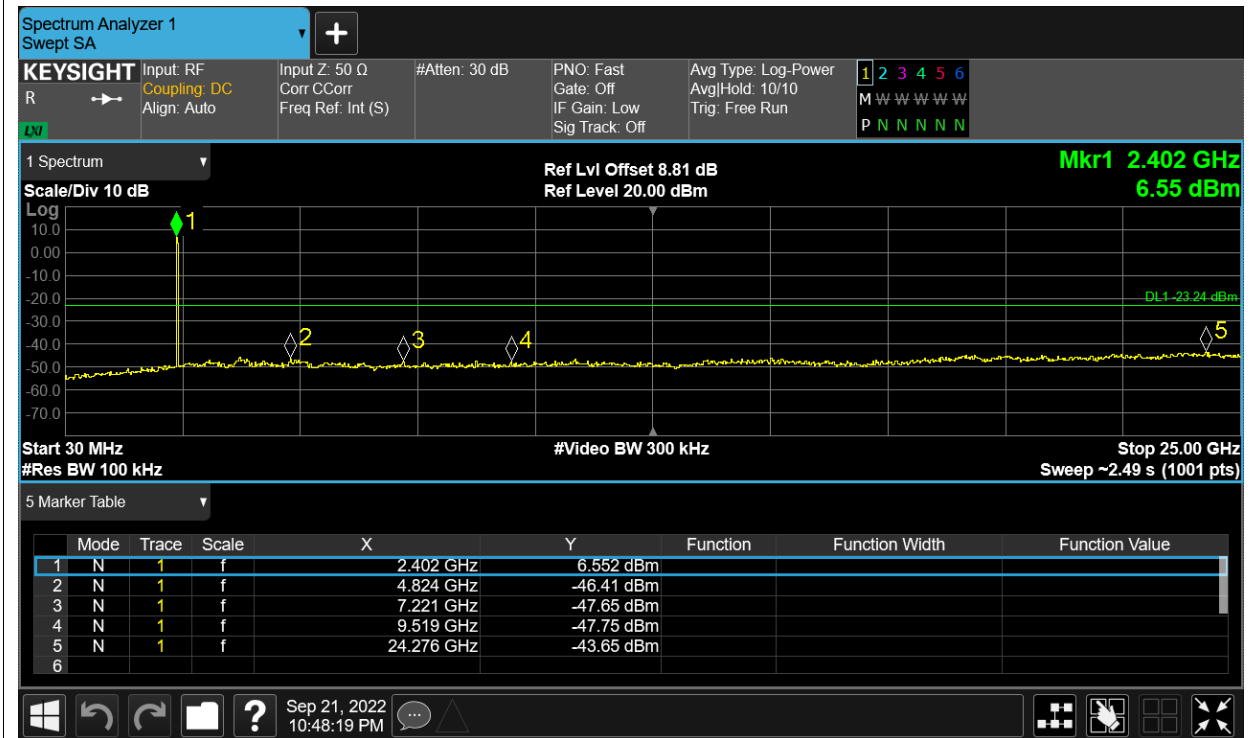 Spectrum Analyzer 1
Swept SA
+
KEYSIGHT
R
LXI
Input: RF
Coupling: DC
Align: Auto
Input Z: 50 Ω
Corr CCorr
Freq Ref: Int (S)
#Atten: 30 dB
PNO: Fast
Gate: Off
IF Gain: Low
Sig Track: Off
Avg Type: Log-Power
Avg|Hold: 10/10
Trig: Free Run
1 2 3 4 5 6
M W W W W W
P N N N N N
1 Spectrum
Scale/Div 10 dB
Ref Lvl Offset 8.81 dB
Ref Level 20.00 dBm
Mkr1 2.402 GHz
6.55 dBm
Log
10.0
0.00
-10.0
-20.0
-30.0
-40.0
-50.0
-60.0
-70.0
1
2
3
4
5
DL1 -23.24 dBm
Start 30 MHz
#Res BW 100 kHz
#Video BW 300 kHz
Stop 25.00 GHz
Sweep ~2.49 s (1001 pts)
5 Marker Table
Mode Trace Scale X Y Function Function Width Function Value
1 N 1 f 2.402 GHz 6.552 dBm
2 N 1 f 4.824 GHz -46.41 dBm
3 N 1 f 7.221 GHz -47.65 dBm
4 N 1 f 9.519 GHz -47.75 dBm
5 N 1 f 24.276 GHz -43.65 dBm
6
?
Sep 21, 2022
10:48:19 PM